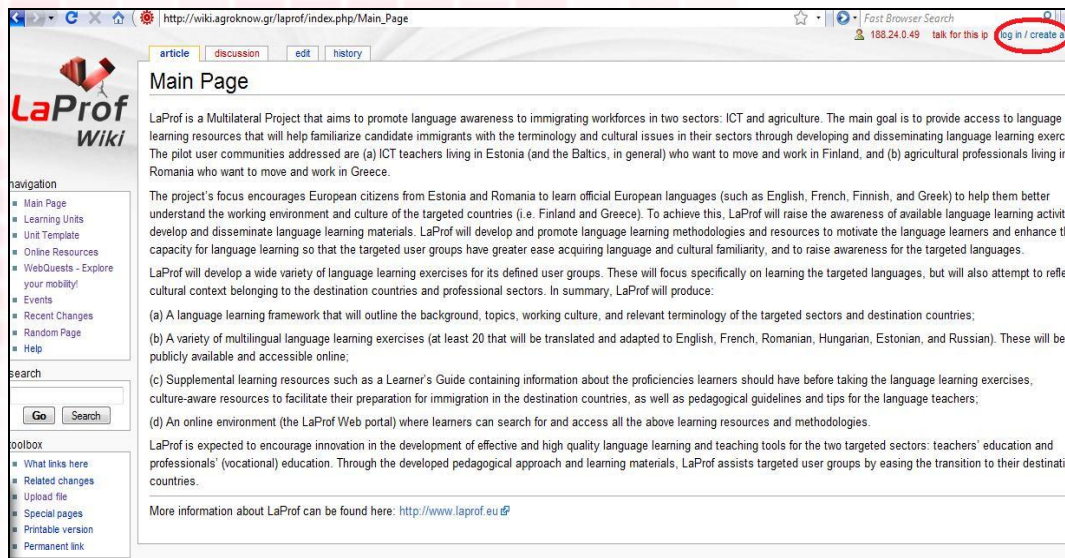 http://wiki.agroknow.gr/laprof/index.php/Main_Page
Fast Browser Search
188.24.0.49 talk for this ip log in / create a
article discussion edit history
LaProf
Wiki
Main Page
LaProf is a Multilateral Project that aims to promote language awareness to immigrating workforces in two sectors: ICT and agriculture. The main goal is to provide access to language
learning resources that will help familiarize candidate immigrants with the terminology and cultural issues in their sectors through developing and disseminating language learning exerc
The pilot user communities addressed are (a) ICT teachers living in Estonia (and the Baltics, in general) who want to move and work in Finland, and (b) agricultural professionals living in
Romania who want to move and work in Greece.
The project's focus encourages European citizens from Estonia and Romania to learn official European languages (such as English, French, Finnish, and Greek) to help them better
understand the working environment and culture of the targeted countries (i.e. Finland and Greece). To achieve this, LaProf will raise the awareness of available language learning activit
develop and disseminate language learning materials. LaProf will develop and promote language learning methodologies and resources to motivate the language learners and enhance th
capacity for language learning so that the targeted user groups have greater ease acquiring language and cultural familiarity, and to raise awareness for the targeted languages.
LaProf will develop a wide variety of language learning exercises for its defined user groups. These will focus specifically on learning the targeted languages, but will also attempt to refle
cultural context belonging to the destination countries and professional sectors. In summary, LaProf will produce:
(a) A language learning framework that will outline the background, topics, working culture, and relevant terminology of the targeted sectors and destination countries;
(b) A variety of multilingual language learning exercises (at least 20 that will be translated and adapted to English, French, Romanian, Hungarian, Estonian, and Russian). These will be
publicly available and accessible online;
(c) Supplemental learning resources such as a Learner's Guide containing information about the proficiencies learners should have before taking the language learning exercises,
culture-aware resources to facilitate their preparation for immigration in the destination countries, as well as pedagogical guidelines and tips for the language teachers;
(d) An online environment (the LaProf Web portal) where learners can search for and access all the above learning resources and methodologies.
LaProf is expected to encourage innovation in the development of effective and high quality language learning and teaching tools for the two targeted sectors: teachers' education and
professionals' (vocational) education. Through the developed pedagogical approach and learning materials, LaProf assists targeted user groups by easing the transition to their destinati
countries.
More information about LaProf can be found here: http://www.laprof.eu
navigation
Main Page
Learning Units
Unit Template
Online Resources
WebQuests - Explore
your mobility!
Events
Recent Changes
Random Page
Help
search
Go Search
toolbox
What links here
Related changes
Upload file
Special pages
Printable version
Permanent link